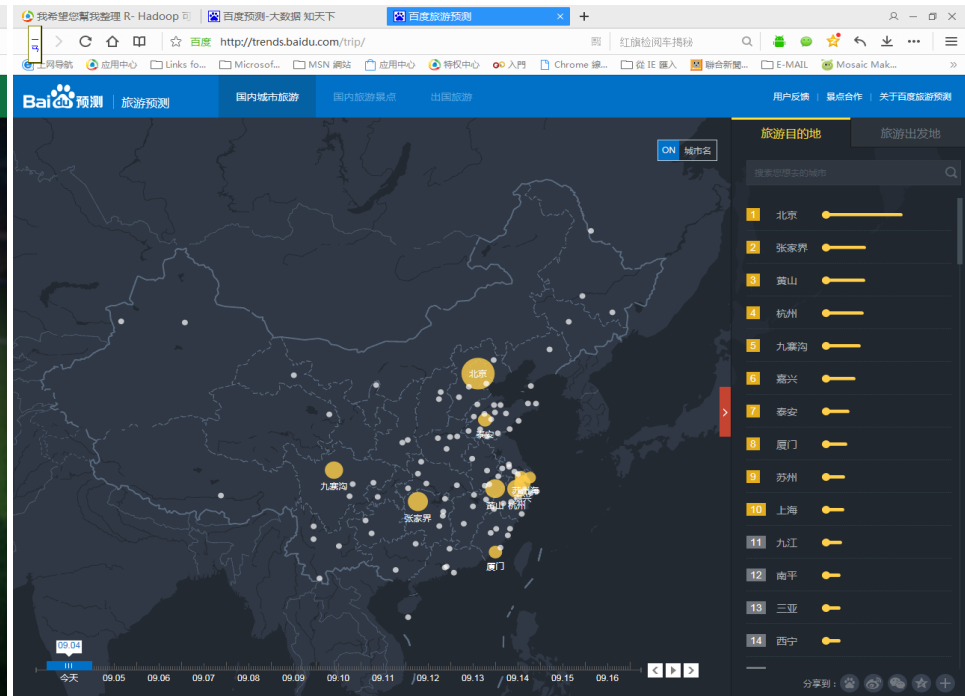 我希望您幫我整理 R- Hadoop 可
百度预测-大数据 知天下
百度旅游预测
百度 http://trends.baidu.com/trip/
红旗检阅车揭秘
上网导航 应用中心 Links fo... Microsof... MSN 網站 应用中心 特权中心 入門 Chrome 線... 從 IE 匯入 聯合新聞... E-MAIL Mosaic Mak...
Bai du 预测 旅游预测
国内城市旅游 国内旅游景点 出国旅游
用户反馈 景点合作 关于百度旅游预测
ON 城市名
旅游目的地 旅游出发地
搜索您想去的城市
1 北京
2 张家界
3 黄山
4 杭州
5 九寨沟
6 嘉兴
7 泰安
8 厦门
9 苏州
10 上海
11 九江
12 南平
13 三亚
14 西宁
北京
泰安
九寨沟
张家界
黄山 杭州
厦门
09.04
今天 09.05 09.06 09.07 09.08 09.09 09.10 09.11 09.12 09.13 09.14 09.15 09.16
分享到：